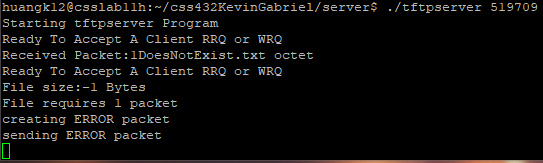 huangk12@csslab11h:~/css432KevinGabriel/server$ ./tftpserver 519709
Starting tftpserver Program
Ready To Accept A Client RRQ or WRQ
Received Packet:1DoesNotExist.txt octet
Ready To Accept A Client RRQ or WRQ
File size:-1 Bytes
File requires 1 packet
creating ERROR packet
sending ERROR packet